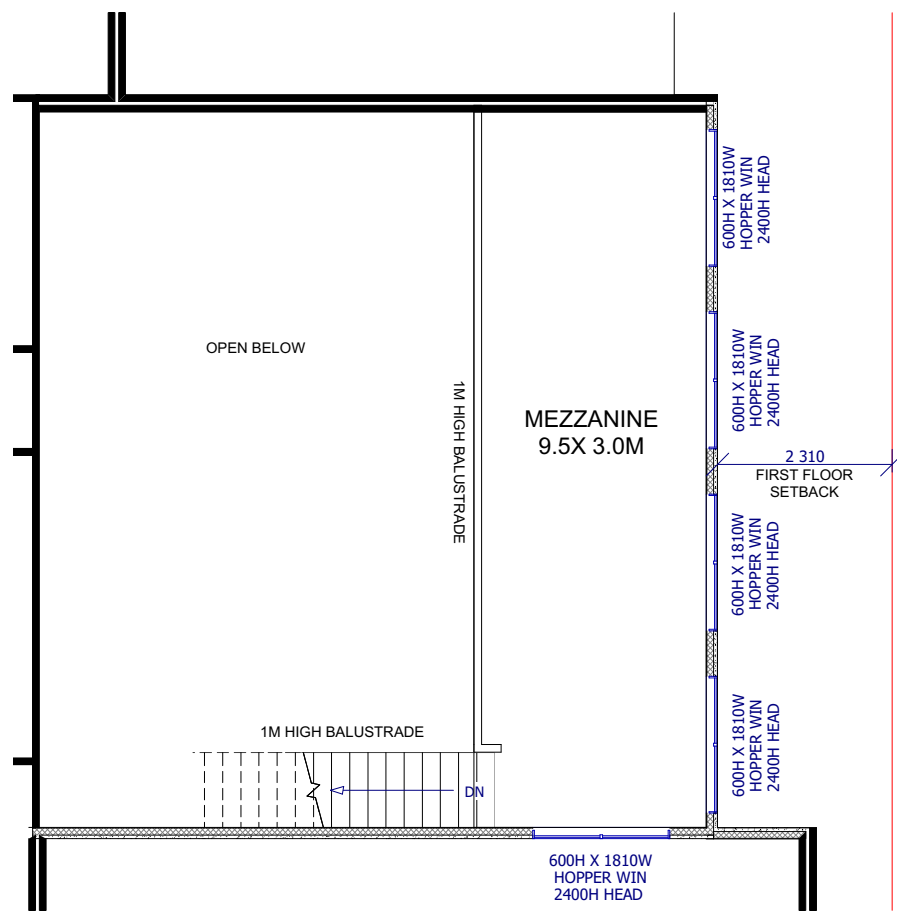 600H X 1810W
HOPPER WIN
2400H HEAD
OPEN BELOW
600H X 1810W
HOPPER WIN
2400H HEAD
1M HIGH BALUSTRADE
MEZZANINE
9.5X 3.0M
2 310
FIRST FLOOR
SETBACK
600H X 1810W
HOPPER WIN
2400H HEAD
600H X 1810W
HOPPER WIN
2400H HEAD
1M HIGH BALUSTRADE
DN
600H X 1810W
HOPPER WIN
2400H HEAD